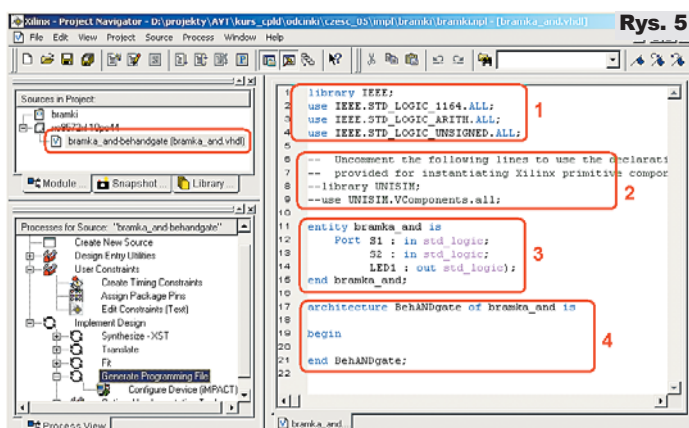 Xilinx - Project Navigator - D:\projekty\AVT\kurs_cpld\odcinki\czesc_05\impl\bramki\bramki.npl - [bramka_and.vhdl]
Rys. 5
File Edit View Project Source Process Window Help
Sources in Project:
bramki
bramka_and-behandgate (bramka_and.vhdl)
Module ... Snapshot... Library ...
Processes for Source: "bramka_and-behandgate"
Create New Source
Design Entry Utilities
User Constraints
Create Timing Constraints
Assign Package Pins
Edit Constraints (Text)
Implement Design
Synthesize - XST
Translate
Fit
Generate Programming File
Configure Device (iMPACT)
Process View
1 library IEEE;
2 use IEEE.STD_LOGIC_1164.ALL;
3 use IEEE.STD_LOGIC_ARITH.ALL;
4 use IEEE.STD_LOGIC_UNSIGNED.ALL;
1
5
6 -- Uncomment the following lines to use the declarati
7 -- provided for instantiating Xilinx primitive compor
8 --library UNISIM;
9 --use UNISIM.VComponents.all;
2
10
11 entity bramka_and is
12 Port S1 : in std_logic;
13 S2 : in std_logic;
14 LED1 : out std_logic);
15 end bramka_and;
3
16
17 architecture BehANDgate of bramka_and is
18
19 begin
20
21 end BehANDgate;
4
22
bramka_and...